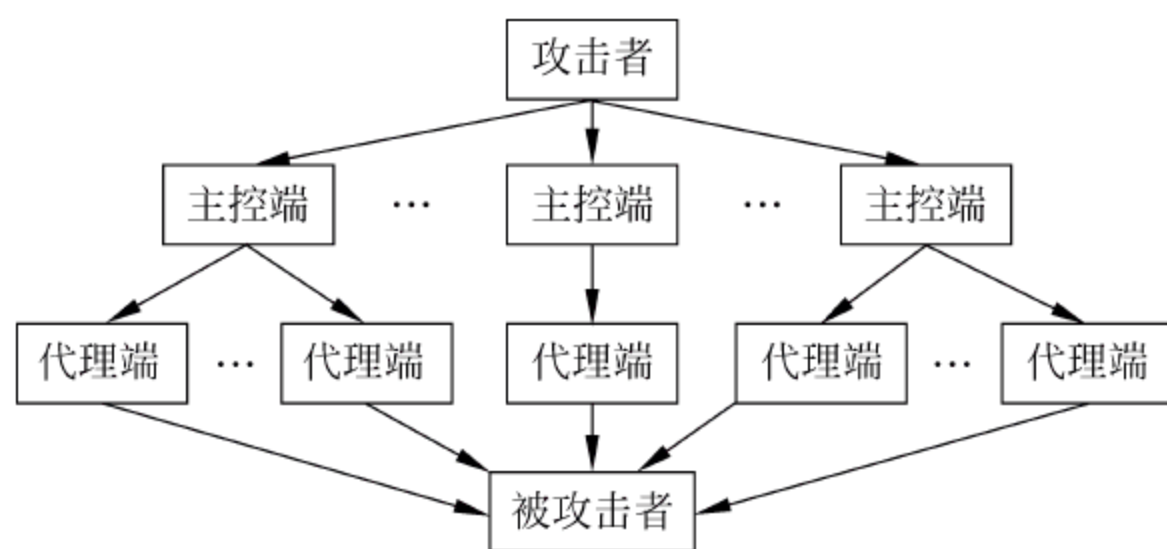 攻击者
主控端 … 主控端 … 主控端
代理端 … 代理端 代理端 代理端 … 代理端
被攻击者